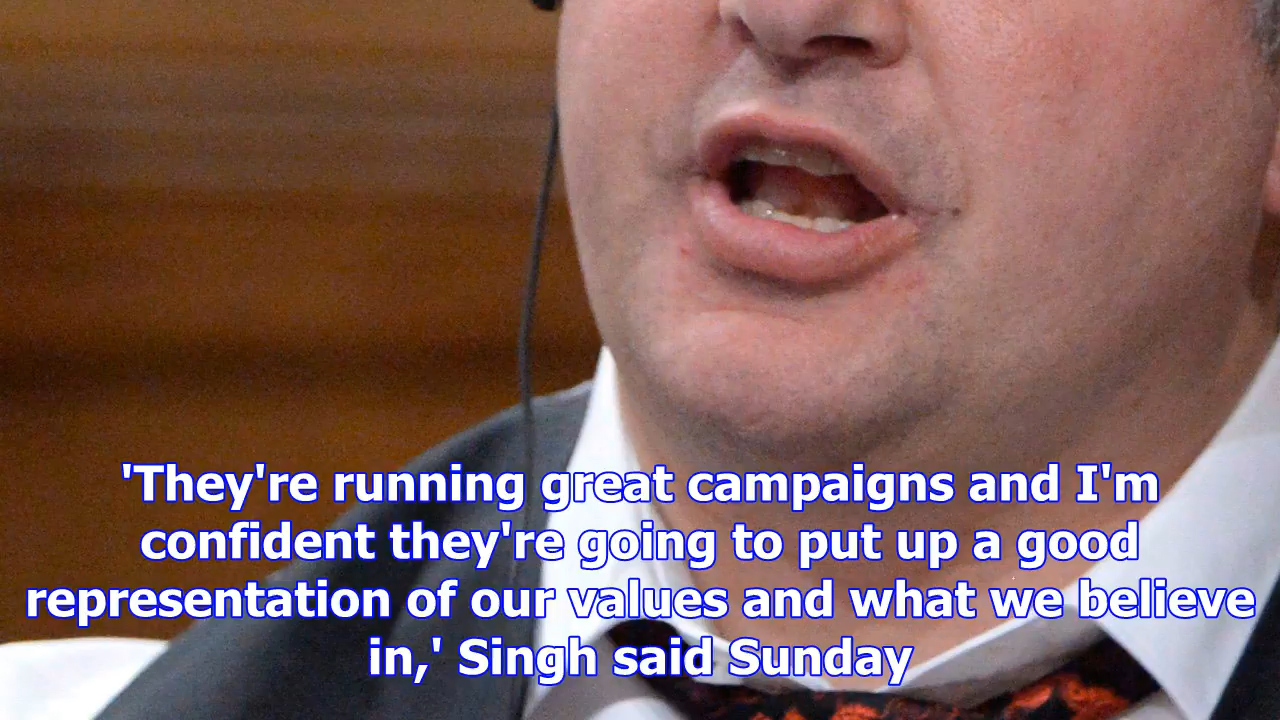 'They're running great campaigns and I'm
confident they're going to put up a good
representation of our values and what we believe
in,' Singh said Sunday